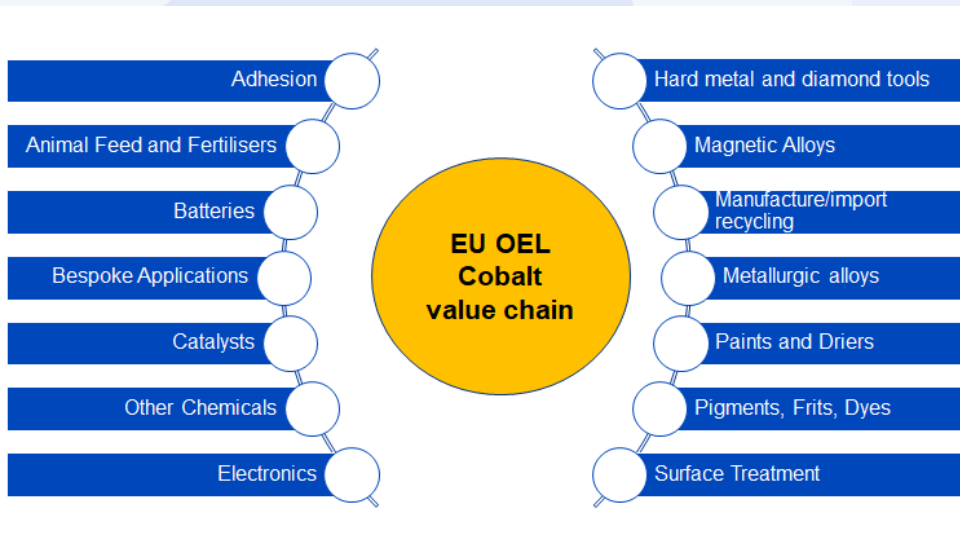 Adhesion
Animal Feed and Fertilisers
Batteries
Bespoke Applications
Catalysts
Other Chemicals
Electronics
EU OEL
Cobalt
value chain
Hard metal and diamond tools
Magnetic Alloys
Manufacture/import
recycling
Metallurgic alloys
Paints and Driers
Pigments, Frits, Dyes
Surface Treatment